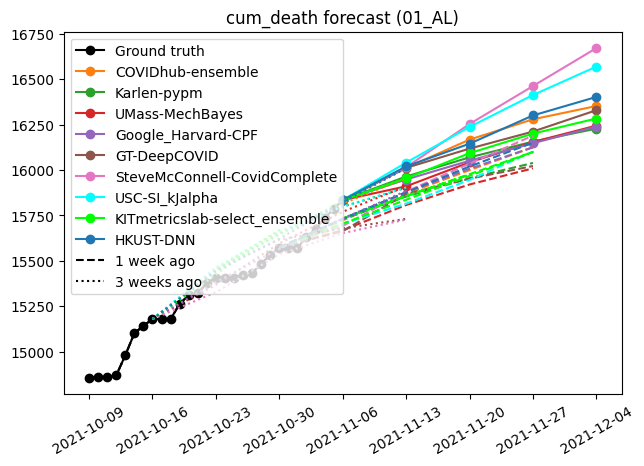 cum_death forecast (01_AL)
16750
16500
16250
16000
15750
15500
15250
15000
Ground truth
COVIDhub-ensemble
Karlen-pypm
UMass-MechBayes
Google_Harvard-CPF
GT-DeepCOVID
SteveMcConnell-CovidComplete
USC-SI_kJalpha
KITmetricslab-select_ensemble
HKUST-DNN
1 week ago
3 weeks ago
2021-10-09
2021-10-16
2021-10-23
2021-10-30
2021-11-06
2021-11-13
2021-11-20
2021-11-27
2021-12-04